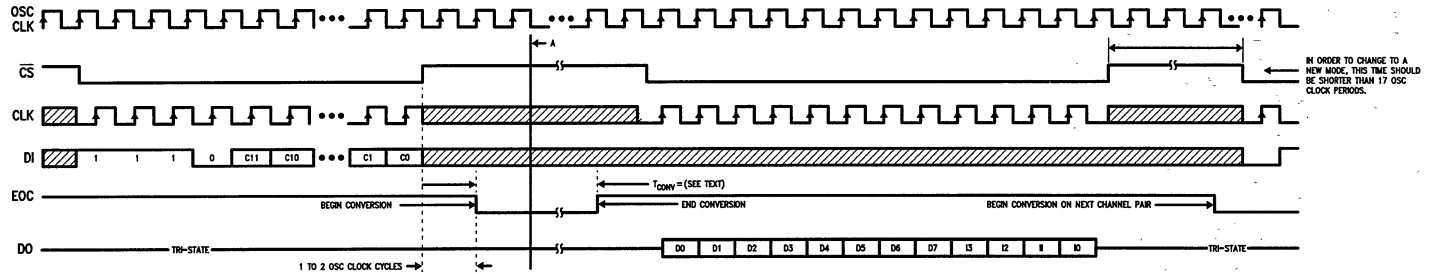 OSC
CLK
A
CS
IN ORDER TO CHANGE TO A
NEW MODE, THIS TIME SHOULD
BE SHORTER THAN 17 OSC
CLOCK PERIODS.
CLK
DI
1 1 1 0 C11 C10 C1 C0
TCONV = (SEE TEXT)
EOC
BEGIN CONVERSION
END CONVERSION
BEGIN CONVERSION ON NEXT CHANNEL PAIR
DO
TRI-STATE
D0 D1 D2 D3 D4 D5 D6 D7 I3 I2 I1 I0
TRI-STATE
1 TO 2 OSC CLOCK CYCLES